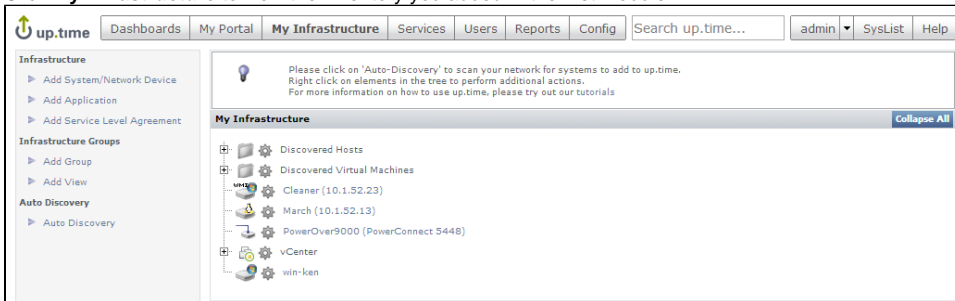 up.time Dashboards My Portal My Infrastructure Services Users Reports Config Search up.time... admin SysList Help
Infrastructure
Add System/Network Device
Add Application
Add Service Level Agreement
Infrastructure Groups
Add Group
Add View
Auto Discovery
Auto Discovery
Please click on 'Auto-Discovery' to scan your network for systems to add to up.time.
Right click on elements in the tree to perform additional actions.
For more information on how to use up.time, please try out our tutorials
My Infrastructure Collapse All
Discovered Hosts
Discovered Virtual Machines
WMI Cleaner (10.1.52.23)
March (10.1.52.13)
PowerOver9000 (PowerConnect 5448)
vCenter
win-ken